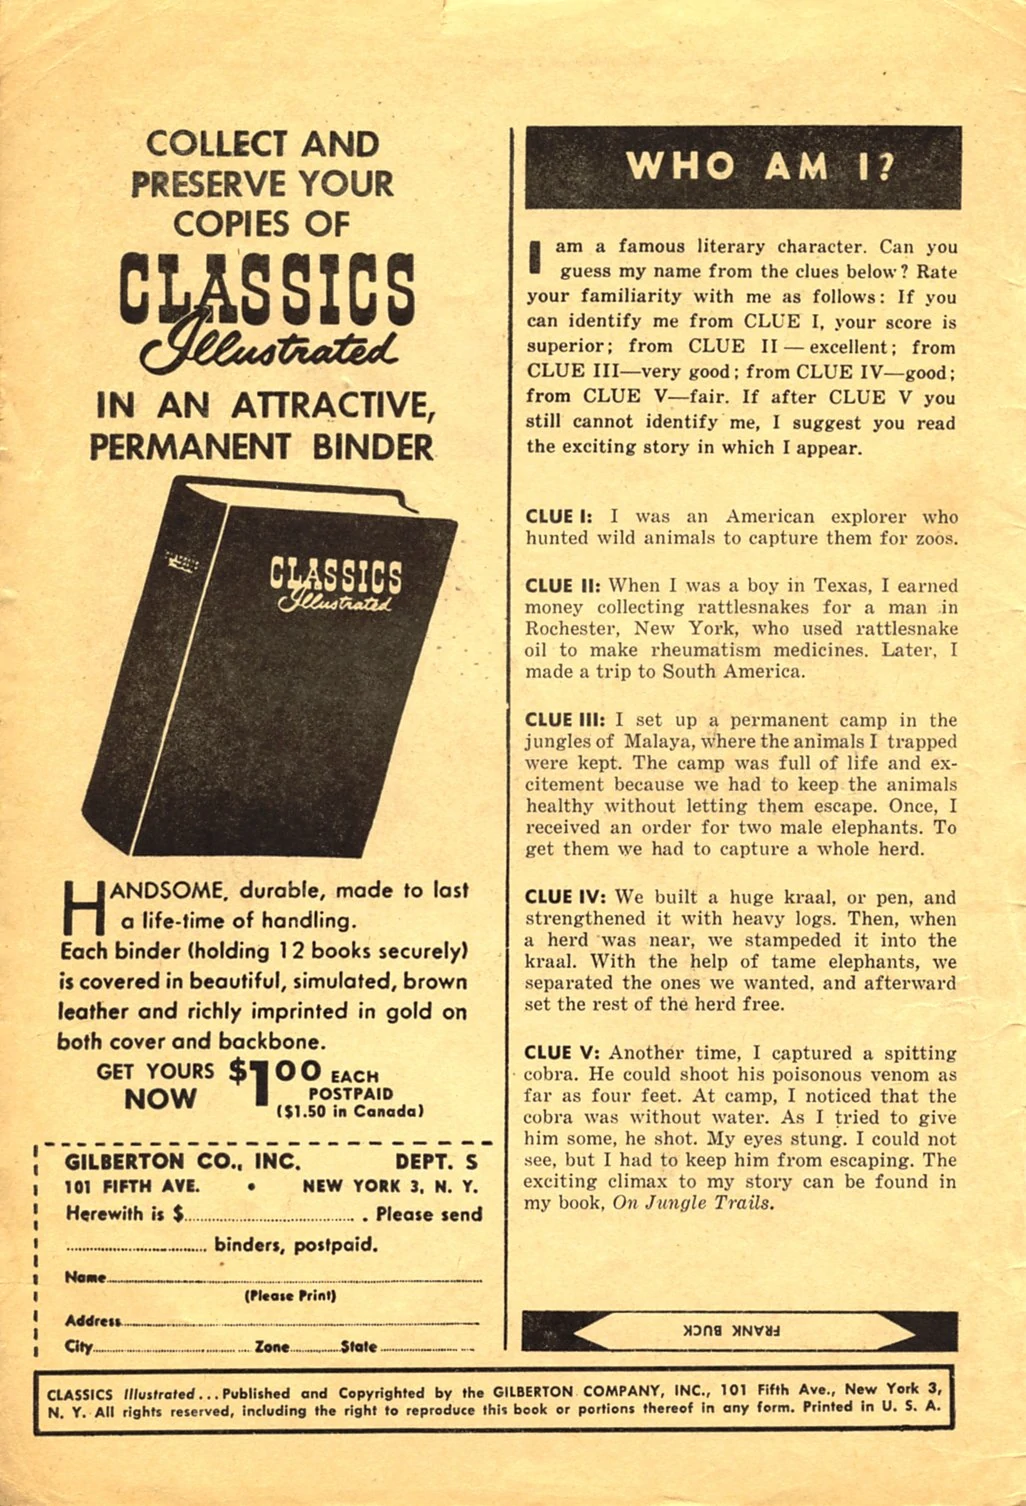 COLLECT AND
PRESERVE YOUR
COPIES OF
CLASSICS
Illustrated
IN AN ATTRACTIVE,
PERMANENT BINDER
CLASSICS
Illustrated
CLASSICS
Illustrated
HANDSOME, durable, made to last
a life-time of handling.
Each binder (holding 12 books securely)
is covered in beautiful, simulated, brown
leather and richly imprinted in gold on
both cover and backbone.
GET YOURS NOW $1.00 EACH
POSTPAID
($1.50 in Canada)
GILBERTON CO., INC. DEPT. S
101 FIFTH AVE. • NEW YORK 3, N. Y.
Herewith is $.......................................... . Please send
.................................. binders, postpaid.
Name..........................................................................
(Please Print)
Address........................................................................
City.......................................Zone............State........................
WHO AM I?
I am a famous literary character. Can you
guess my name from the clues below? Rate
your familiarity with me as follows: If you
can identify me from CLUE I, your score is
superior; from CLUE II — excellent; from
CLUE III—very good; from CLUE IV—good;
from CLUE V—fair. If after CLUE V you
still cannot identify me, I suggest you read
the exciting story in which I appear.
CLUE I: I was an American explorer who
hunted wild animals to capture them for zoos.
CLUE II: When I was a boy in Texas, I earned
money collecting rattlesnakes for a man in
Rochester, New York, who used rattlesnake
oil to make rheumatism medicines. Later, I
made a trip to South America.
CLUE III: I set up a permanent camp in the
jungles of Malaya, where the animals I trapped
were kept. The camp was full of life and ex-
citement because we had to keep the animals
healthy without letting them escape. Once, I
received an order for two male elephants. To
get them we had to capture a whole herd.
CLUE IV: We built a huge kraal, or pen, and
strengthened it with heavy logs. Then, when
a herd was near, we stampeded it into the
kraal. With the help of tame elephants, we
separated the ones we wanted, and afterward
set the rest of the herd free.
CLUE V: Another time, I captured a spitting
cobra. He could shoot his poisonous venom as
far as four feet. At camp, I noticed that the
cobra was without water. As I tried to give
him some, he shot. My eyes stung. I could not
see, but I had to keep him from escaping. The
exciting climax to my story can be found in
my book, On Jungle Trails.
FRANK BUCK
CLASSICS Illustrated... Published and Copyrighted by the GILBERTON COMPANY, INC., 101 Fifth Ave., New York 3,
N. Y. All rights reserved, including the right to reproduce this book or portions thereof in any form. Printed in U. S. A.